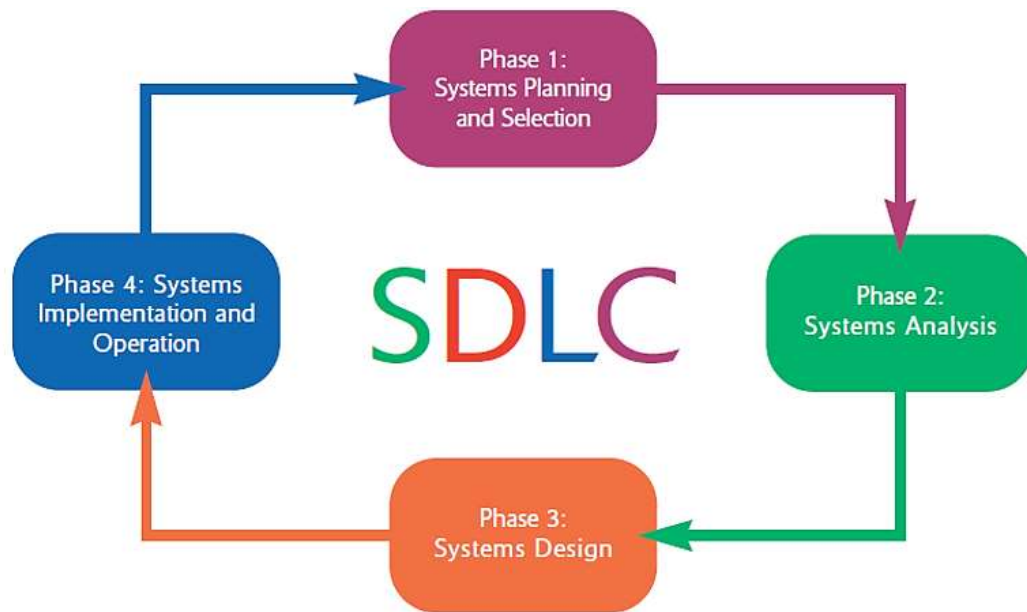 Phase 1:
Systems Planning
and Selection
Phase 2:
Systems Analysis
Phase 3:
Systems Design
Phase 4: Systems
Implementation and
Operation
SDLC